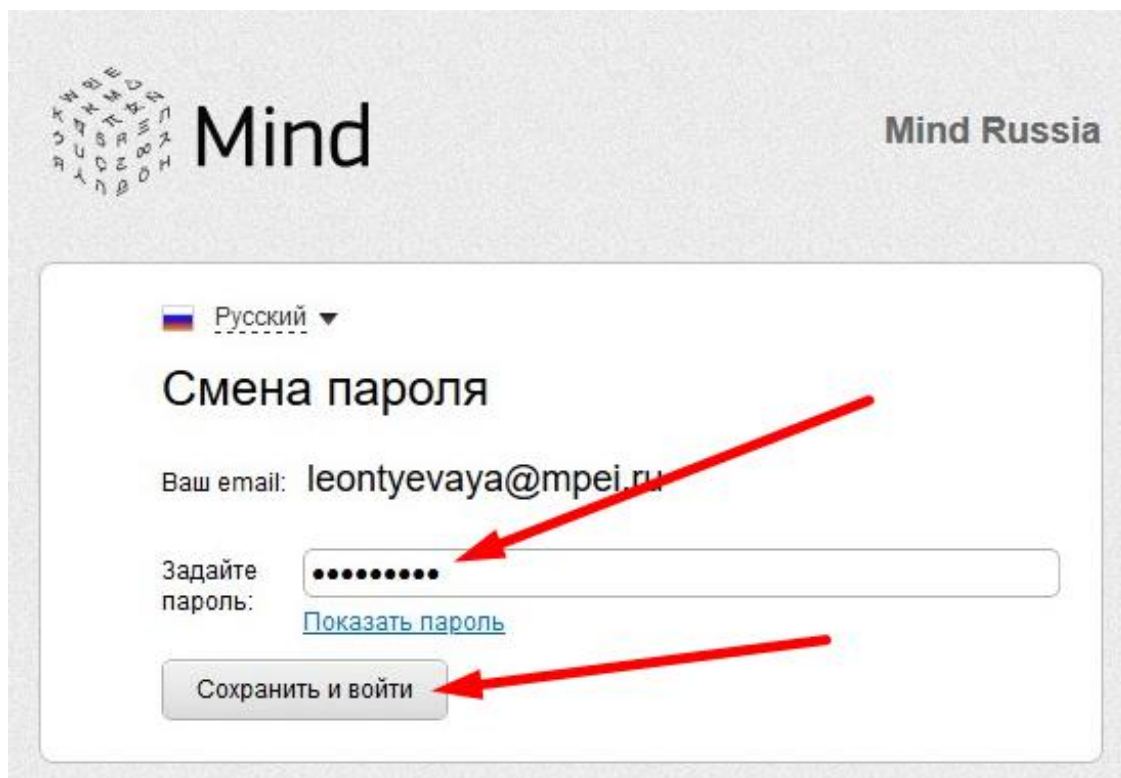 Mind
Mind Russia
Русский
Смена пароля
Ваш email: leontyevaya@mpei.ru
Задайте
пароль:
•••••••••
Показать пароль
Сохранить и войти